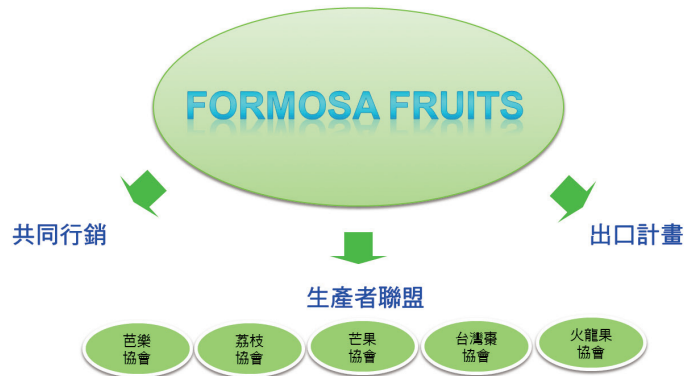 FORMOSA FRUITS
共同行銷
出口計畫
生產者聯盟
芭樂
協會
荔枝
協會
芒果
協會
台灣棗
協會
火龍果
協會